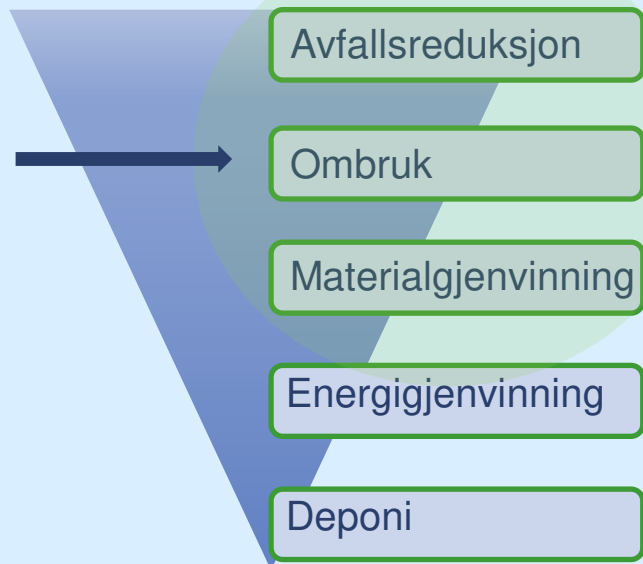 Avfallsreduksjon
Ombruk
Materialgjenvinning
Energigjenvinning
Deponi